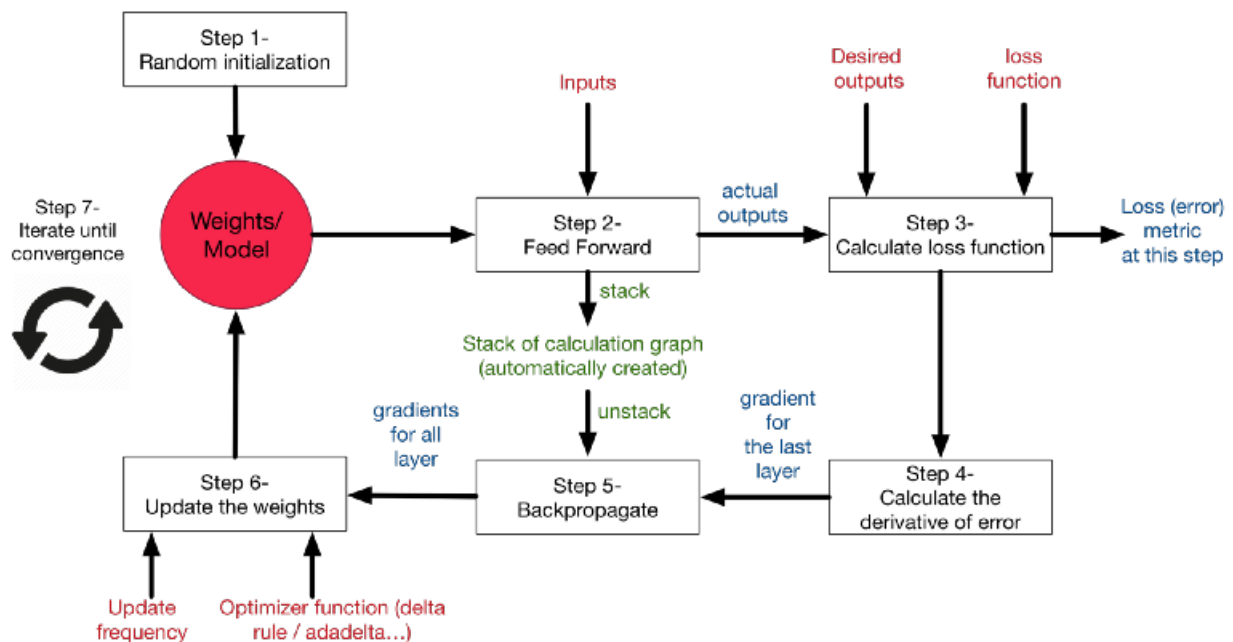 Step 1-
Random initialization
Inputs
Desired
outputs
loss
function
Step 7-
Iterate until
convergence
Weights/
Model
Step 2-
Feed Forward
actual
outputs
Step 3-
Calculate loss function
Loss (error)
metric
at this step
stack
Stack of calculation graph
(automatically created)
unstack
gradients
for all
layer
gradient
for
the last
layer
Step 6-
Update the weights
Step 5-
Backpropagate
Step 4-
Calculate the
derivative of error
Update
frequency
Optimizer function (delta
rule / adadelta...)